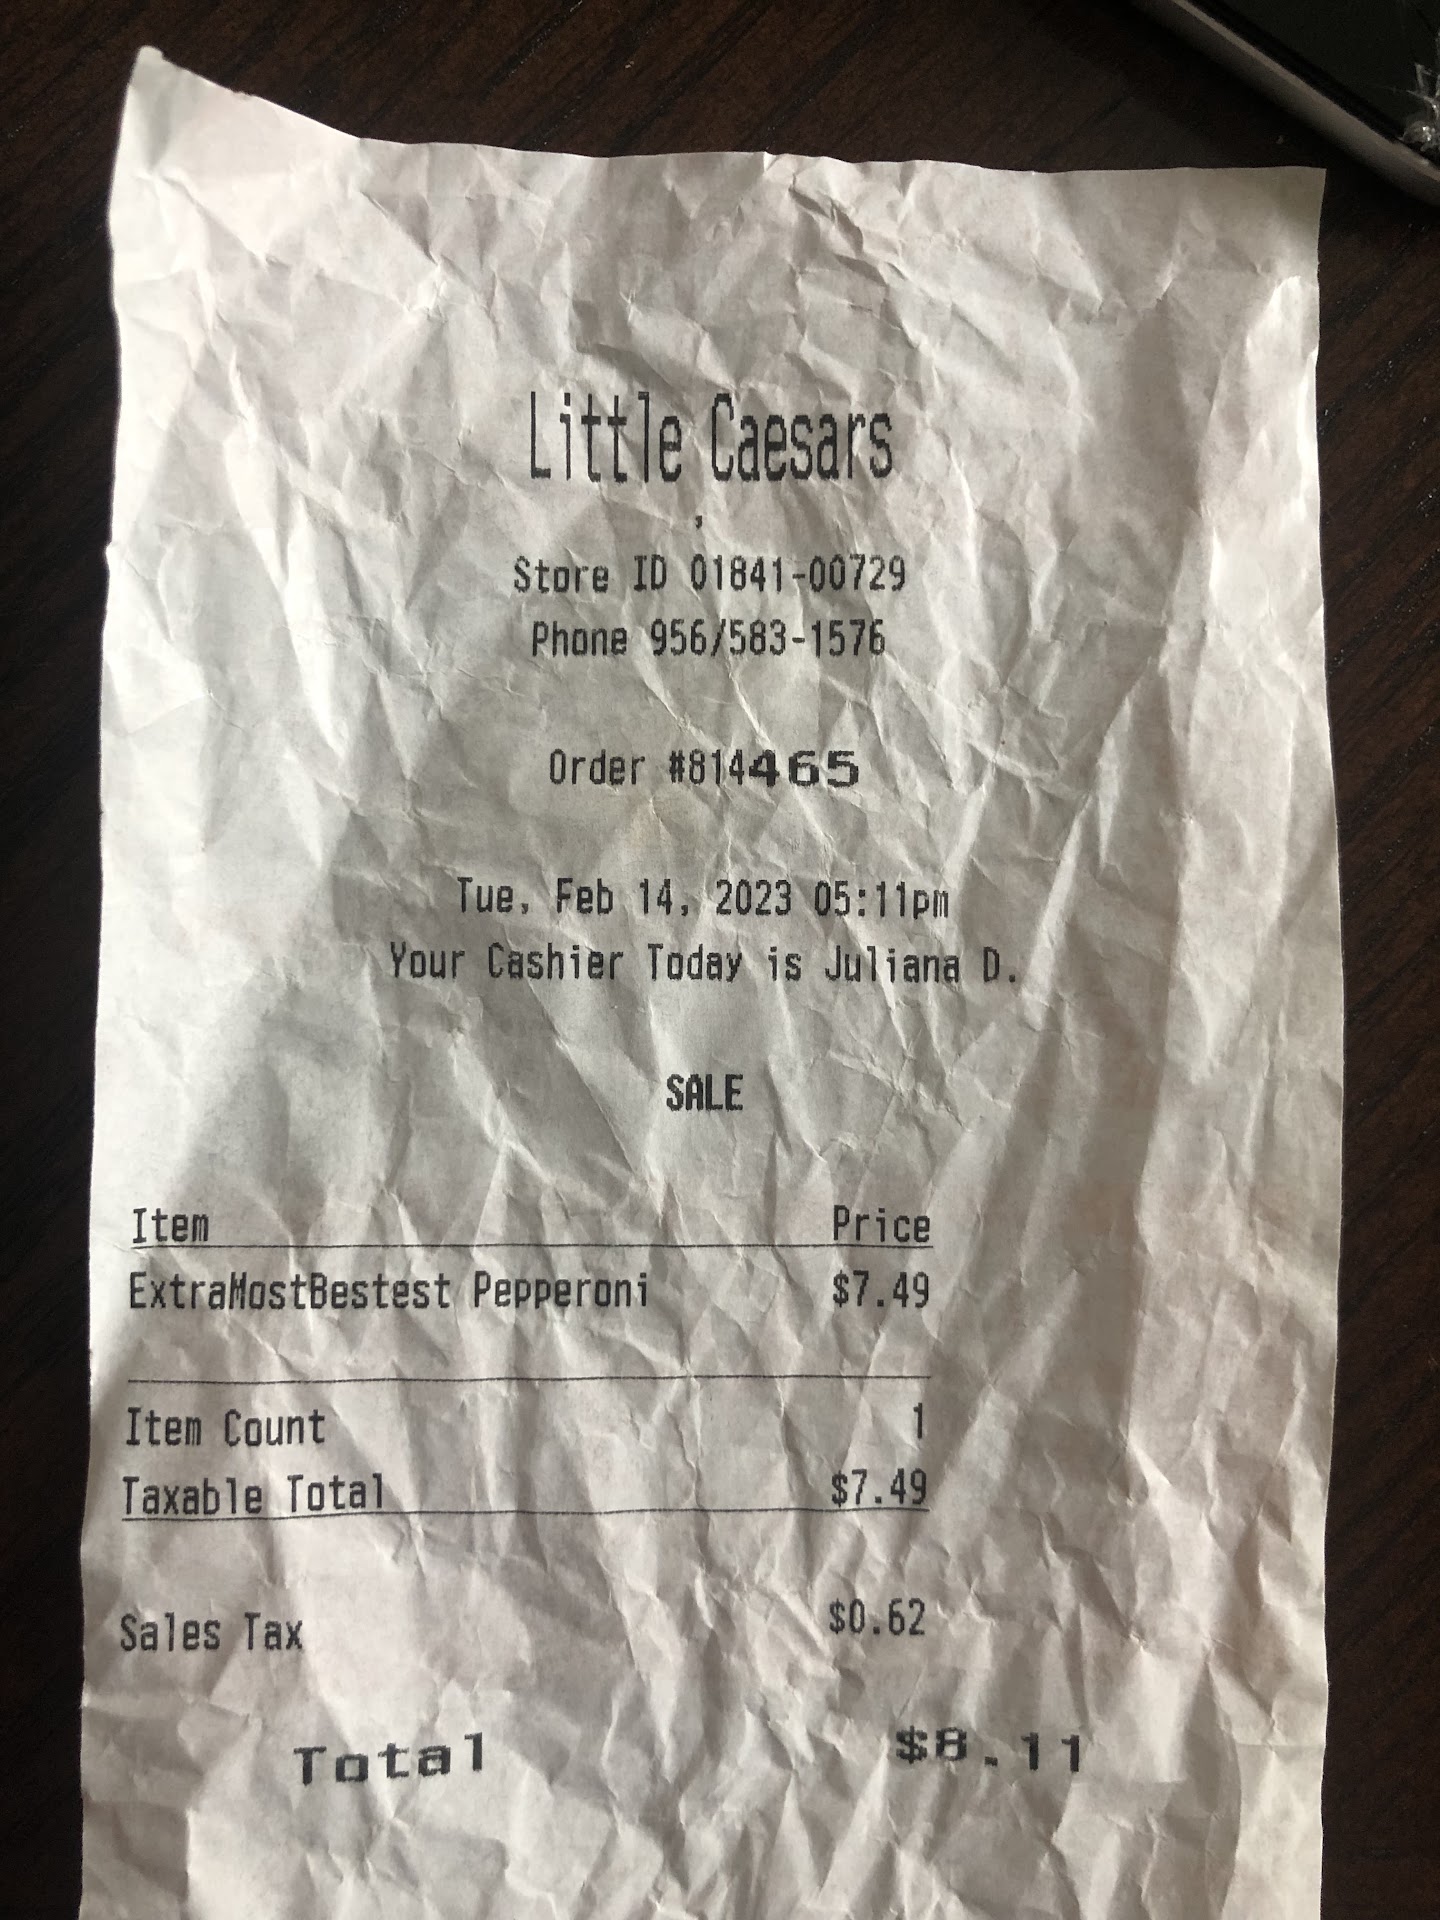 Little Caesars
,
Store ID 01841-00729
Phone 956/583-1576
Order #814465
Tue, Feb 14, 2023 05:11pm
Your Cashier Today is Juliana D.
SALE
Item Price
ExtraMostBestest Pepperoni $7.49
Item Count 1
Taxable Total $7.49
Sales Tax $0.62
Total $8.11